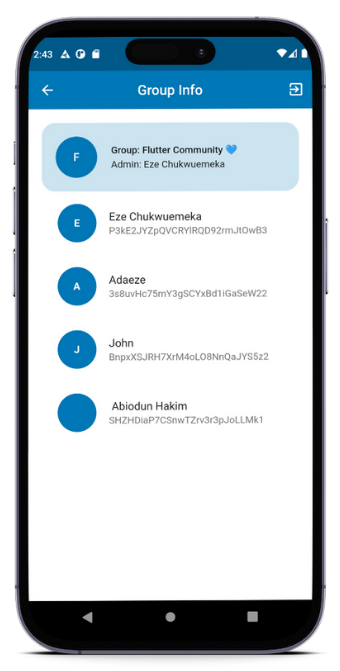 2:43
Group Info
F
Group: Flutter Community 💙
Admin: Eze Chukwuemeka
E
Eze Chukwuemeka
P3kE2JYZpQVCRYlRQD92rmJtOwB3
A
Adaeze
3s8uvHc75mY3gSCYxBd1iGaSeW22
J
John
BnpxXSJRH7XrM4oLO8NnQaJYS5z2
Abiodun Hakim
SHZHDiaP7CSnwTZrv3r3pJoLLMk1